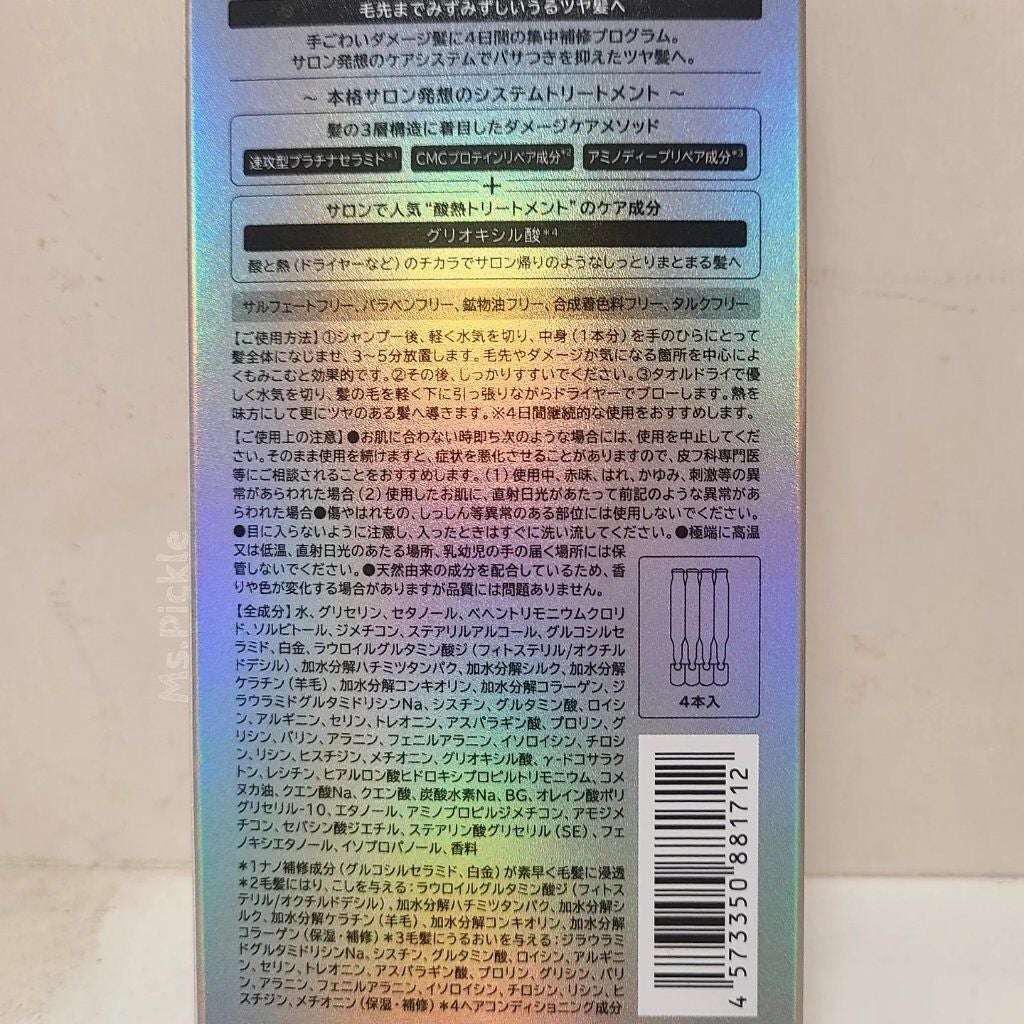 毛先までみずみずしいうるツヤ髪へ
手ごわいダメージ髪に4日間の集中補修プログラム。
サロン発想のケアシステムでパサつきを抑えたツヤ髪へ。
～ 本格サロン発想のシステムトリートメント ～
髪の3層構造に着目したダメージケアメソッド
速攻型プラチナセラミド*1 CMCプロテインリペア成分*2 アミノディープリペア成分*3
+
サロンで人気“酸熱トリートメント”のケア成分
グリオキシル酸*4
酸と熱（ドライヤーなど）のチカラでサロン帰りのようなしっとりまとまる髪へ
サルフェートフリー、パラベンフリー、鉱物油フリー、合成着色料フリー、タルクフリー
【ご使用方法】①シャンプー後、軽く水気を切り、中身（1本分）を手のひらにとって
髪全体になじませ、3～5分放置します。毛先やダメージが気になる箇所を中心によ
くもみこむと効果的です。②その後、しっかりすすいでください。③タオルドライで優
しく水気を切り、髪の毛を軽く下に引っ張りながらドライヤーでブローします。熱を
味方にして更にツヤのある髪へ導きます。※4日間継続的な使用をおすすめします。
【ご使用上の注意】●お肌に合わない時即ち次のような場合には、使用を中止してくだ
さい。そのまま使用を続けますと、症状を悪化させることがありますので、皮フ科専門医
等にご相談されることをおすすめします。（1）使用中、赤味、はれ、かゆみ、刺激等の異
常があらわれた場合（2）使用したお肌に、直射日光があたって前記のような異常があ
らわれた場合●傷やはれもの、しっしん等異常のある部位には使用しないでください。
●目に入らないように注意し、入ったときはすぐに洗い流してください。●極端に高温
又は低温、直射日光のあたる場所、乳幼児の手の届く場所には保
管しないでください。●天然由来の成分を配合しているため、香
りや色が変化する場合がありますが品質には問題ありません。
【全成分】水、グリセリン、セタノール、ベヘントリモニウムクロリ
ド、ソルビトール、ジメチコン、ステアリルアルコール、グルコシルセ
ラミド、白金、ラウロイルグルタミン酸ジ（フィトステリル/オクチルド
デシル）、加水分解ハチミツタンパク、加水分解シルク、加水分解
ケラチン（羊毛）、加水分解コンキオリン、加水分解コラーゲン、ジ
ラウラミドグルタミドリシンNa、シスチン、グルタミン酸、ロイシ
ン、アルギニン、セリン、トレオニン、アスパラギン酸、プロリン、グ
リシン、バリン、アラニン、フェニルアラニン、イソロイシン、チロシ
ン、リシン、ヒスチジン、メチオニン、グリオキシル酸、γ-ドコサラクト
ン、レシチン、ヒアルロン酸ヒドロキシプロピルトリモニウム、コメ
ヌカ油、クエン酸Na、クエン酸、炭酸水素Na、BG、オレイン酸ポリ
グリセリル-10、エタノール、アミノプロピルジメチコン、アモジメ
チコン、セバシン酸ジエチル、ステアリン酸グリセリル（SE）、フェ
ノキシエタノール、イソプロパノール、香料
*1ナノ補修成分（グルコシルセラミド、白金）が素早く毛髪に浸透
*2毛髪にはり、こしを与える：ラウロイルグルタミン酸ジ（フィトス
テリル/オクチルドデシル）、加水分解ハチミツタンパク、加水分解シ
ルク、加水分解ケラチン（羊毛）、加水分解コンキオリン、加水分解
コラーゲン（保湿・補修）*3毛髪にうるおいを与える：ジラウラミ
ドグルタミドリシンNa、シスチン、グルタミン酸、ロイシン、アルギニ
ン、セリン、トレオニン、アスパラギン酸、プロリン、グリシン、バリ
ン、アラニン、フェニルアラニン、イソロイシン、チロシン、リシン、ヒ
スチジン、メチオニン（保湿・補修）*4ヘアコンディショニング成分
4本入
4573350881712
Ms.Pickle